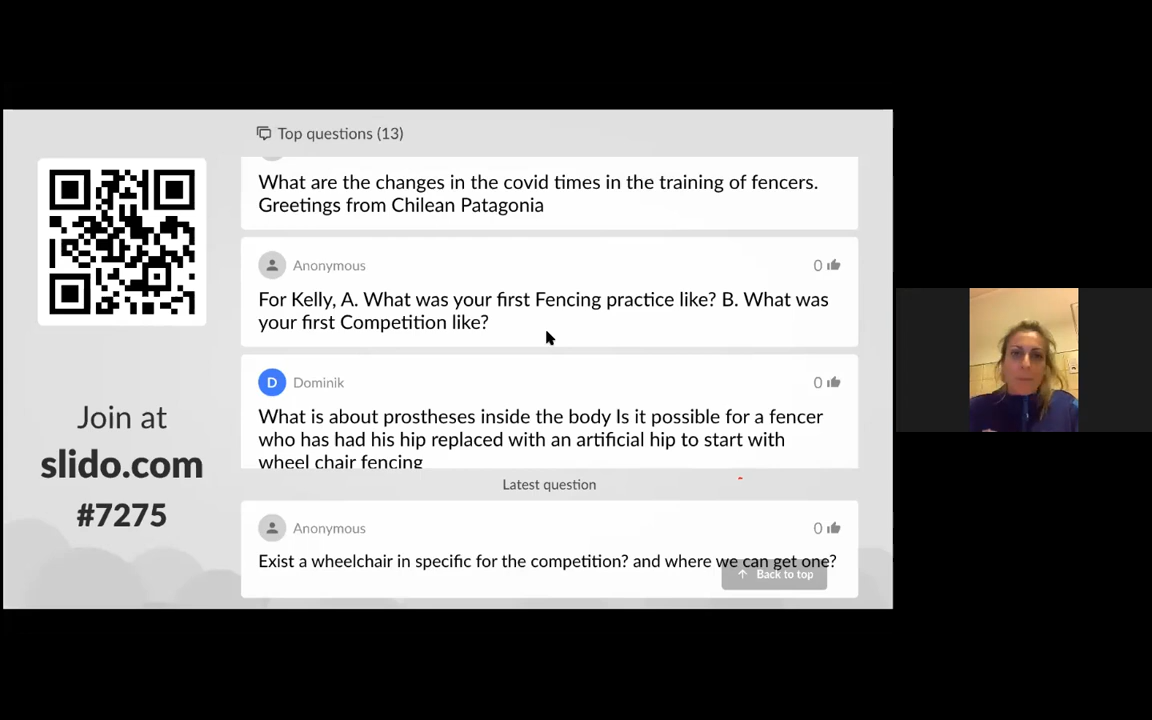 Top questions (13)
What are the changes in the covid times in the training of fencers.
Greetings from Chilean Patagonia
Anonymous
0
For Kelly, A. What was your first Fencing practice like? B. What was
your first Competition like?
D
Dominik
0
What is about prostheses inside the body Is it possible for a fencer
who has had his hip replaced with an artificial hip to start with
wheel chair fencing
Latest question
Anonymous
0
Exist a wheelchair in specific for the competition? and where we can get one?
Back to top
Join at
slido.com
#7275